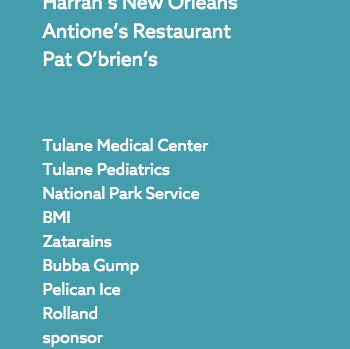 Harrah's New Orleans
Antione's Restaurant
Pat O'brien's
Tulane Medical Center
Tulane Pediatrics
National Park Service
BMI
Zatarains
Bubba Gump
Pelican Ice
Rolland
sponsor